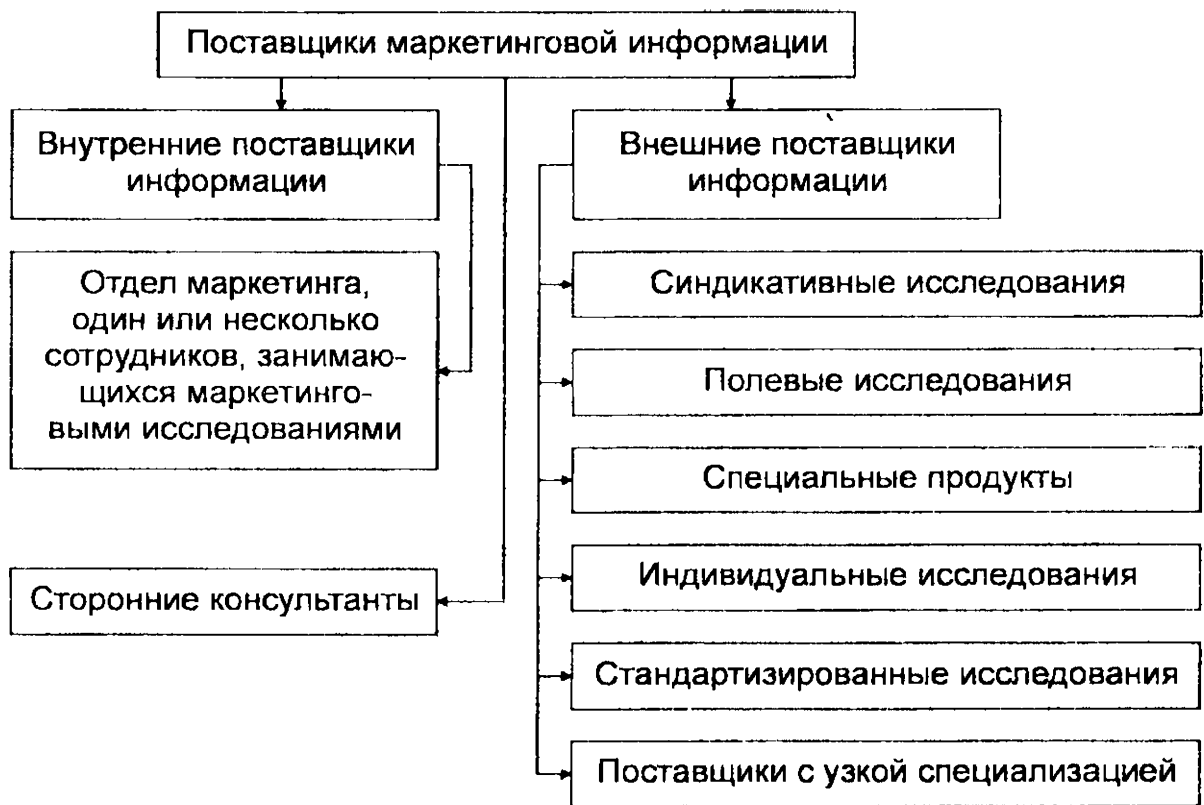 Поставщики маркетинговой информации
Внутренние поставщики
информации
Внешние поставщики
информации
Отдел маркетинга,
один или несколько
сотрудников, занимаю-
щихся маркетинго-
выми исследованиями
Сторонние консультанты
Синдикативные исследования
Полевые исследования
Специальные продукты
Индивидуальные исследования
Стандартизированные исследования
Поставщики с узкой специализацией